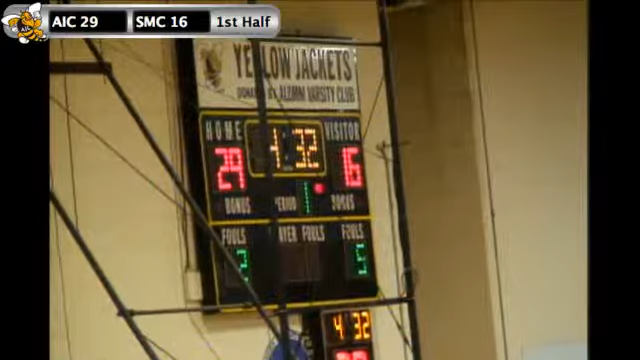 AIC 29 SMC 16 1st Half
YELLOW JACKETS
DONATED BY ALUMNI VARSITY CLUB
HOME 4:32 VISITOR
29 16
BONUS PERIOD BONUS
1
FOULS PLAYER FOULS FOULS
2 5
4:32